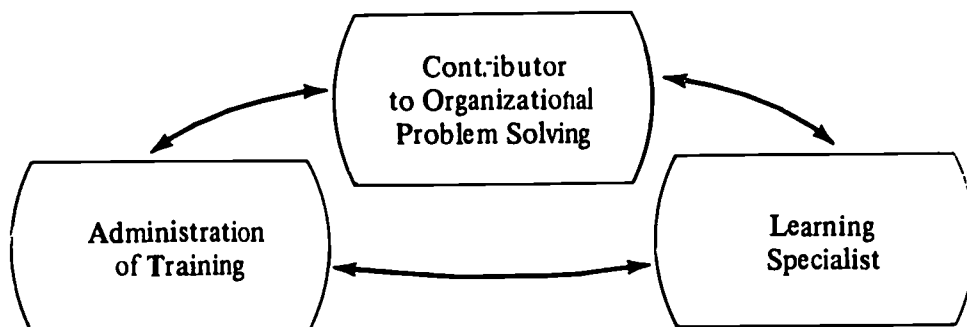 Contributor
to Organizational
Problem Solving
Administration
of Training
Learning
Specialist